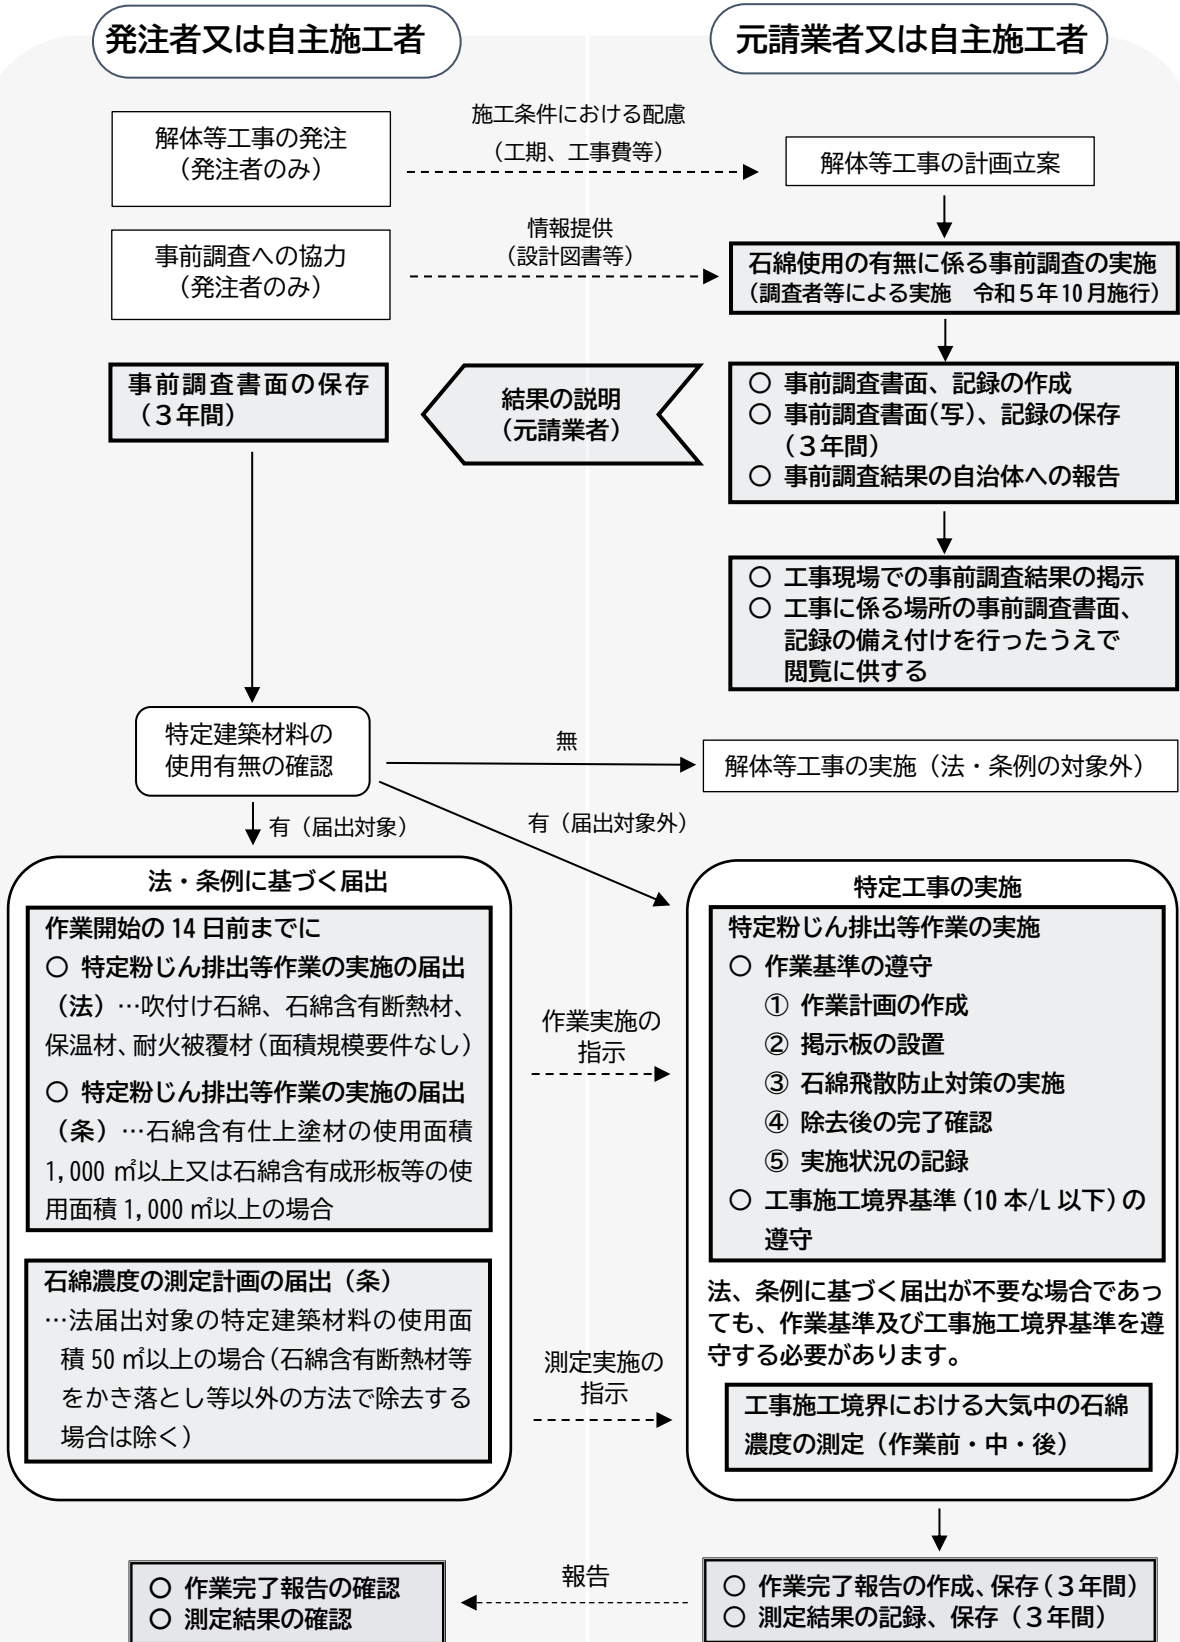 発注者又は自主施工者
元請業者又は自主施工者
解体等工事の発注
（発注者のみ）
施工条件における配慮
（工期、工事費等）
解体等工事の計画立案
事前調査への協力
（発注者のみ）
情報提供
（設計図書等）
石綿使用の有無に係る事前調査の実施
（調査者等による実施　令和５年10月施行）
事前調査書面の保存
（３年間）
結果の説明
（元請業者）
〇 事前調査書面、記録の作成
〇 事前調査書面（写）、記録の保存
（３年間）
〇 事前調査結果の自治体への報告
〇 工事現場での事前調査結果の掲示
〇 工事に係る場所の事前調査書面、
記録の備え付けを行ったうえで
閲覧に供する
特定建築材料の
使用有無の確認
無
解体等工事の実施（法・条例の対象外）
有（届出対象）
有（届出対象外）
法・条例に基づく届出
作業開始の 14 日前までに
〇 特定粉じん排出等作業の実施の届出
（法）…吹付け石綿、石綿含有断熱材、
保温材、耐火被覆材（面積規模要件なし）
〇 特定粉じん排出等作業の実施の届出
（条）…石綿含有仕上塗材の使用面積
1,000 ㎡以上又は石綿含有成形板等の使
用面積 1,000 ㎡以上の場合
石綿濃度の測定計画の届出（条）
…法届出対象の特定建築材料の使用面
積 50 ㎡以上の場合（石綿含有断熱材等
をかき落とし等以外の方法で除去する
場合は除く）
作業実施の
指示
測定実施の
指示
特定工事の実施
特定粉じん排出等作業の実施
〇 作業基準の遵守
① 作業計画の作成
② 掲示板の設置
③ 石綿飛散防止対策の実施
④ 除去後の完了確認
⑤ 実施状況の記録
〇 工事施工境界基準（10 本/L 以下）の
遵守
法、条例に基づく届出が不要な場合であっ
ても、作業基準及び工事施工境界基準を遵
守する必要があります。
工事施工境界における大気中の石綿
濃度の測定（作業前・中・後）
〇 作業完了報告の確認
〇 測定結果の確認
報告
〇 作業完了報告の作成、保存（３年間）
〇 測定結果の記録、保存（３年間）